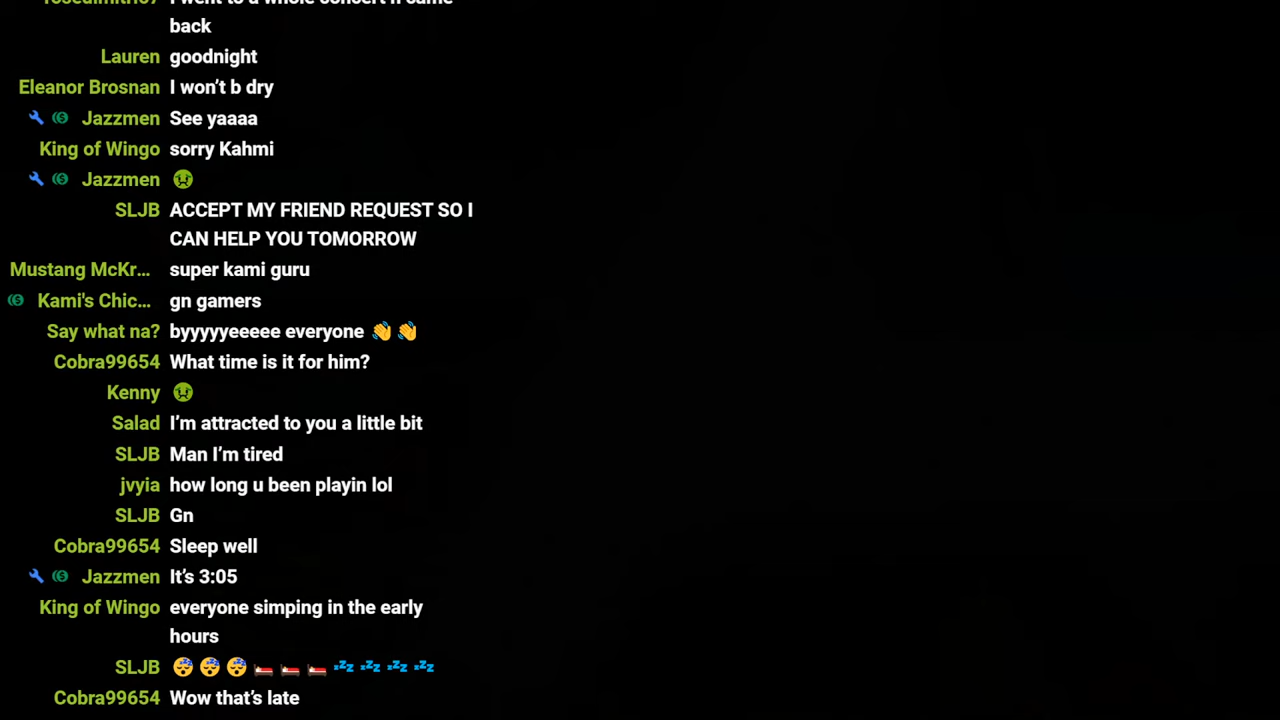 I went to a whole concert n came
back
Lauren goodnight
Eleanor Brosnan I won’t b dry
Jazzmen See yaaaa
King of Wingo sorry Kahmi
Jazzmen 🤢
SLJB ACCEPT MY FRIEND REQUEST SO I
CAN HELP YOU TOMORROW
Mustang McKr... super kami guru
Kami's Chic... gn gamers
Say what na? byyyyyeeeee everyone 👋 👋
Cobra99654 What time is it for him?
Kenny 🤢
Salad I’m attracted to you a little bit
SLJB Man I’m tired
jvyia how long u been playin lol
SLJB Gn
Cobra99654 Sleep well
Jazzmen It’s 3:05
King of Wingo everyone simping in the early
hours
SLJB 😴 😴 😴 🛏️ 🛏️ 🛏️ 💤 💤 💤 💤
Cobra99654 Wow that’s late